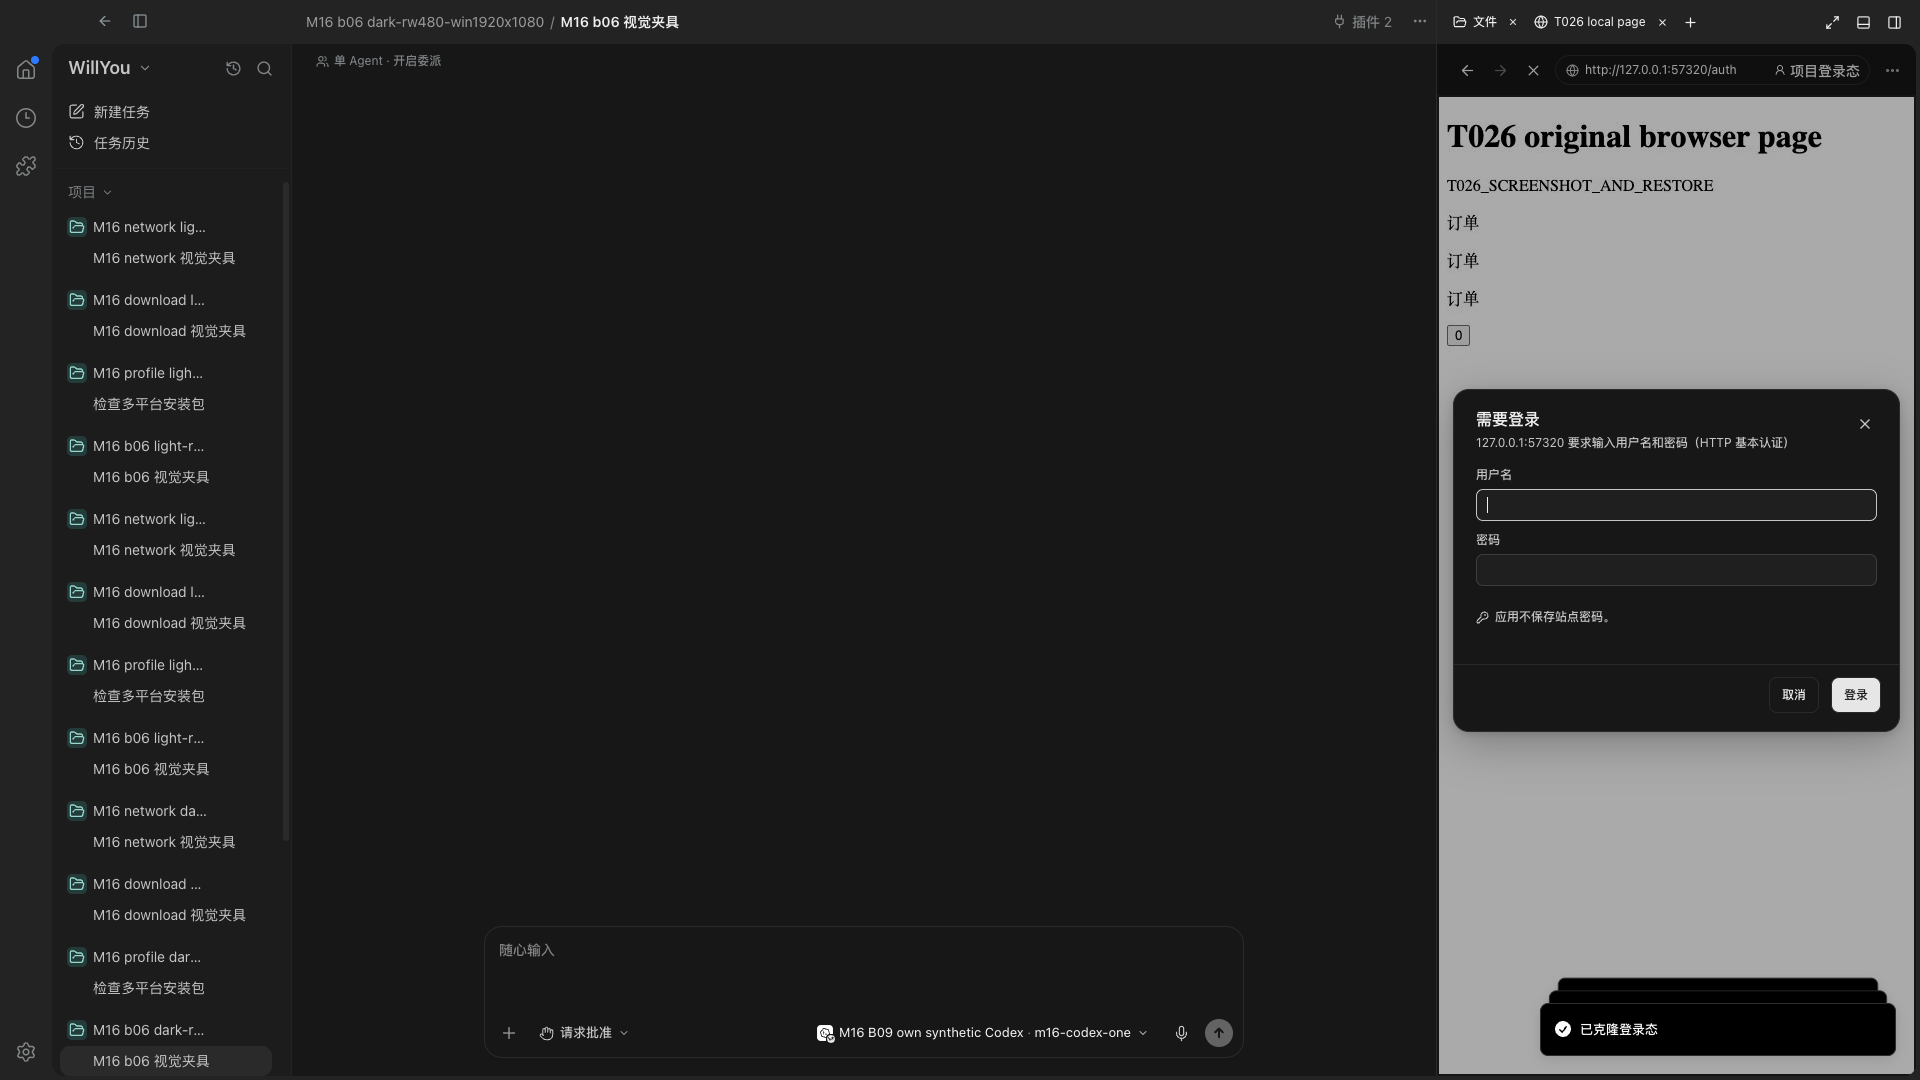 M16 b06 dark-rw480-win1920x1080 / M16 b06 视觉夹具
插件 2
文件
T026 local page
WillYou
新建任务
任务历史
项目
M16 network lig...
M16 network 视觉夹具
M16 download l...
M16 download 视觉夹具
M16 profile ligh...
检查多平台安装包
M16 b06 light-r...
M16 b06 视觉夹具
M16 network lig...
M16 network 视觉夹具
M16 download l...
M16 download 视觉夹具
M16 profile ligh...
检查多平台安装包
M16 b06 light-r...
M16 b06 视觉夹具
M16 network da...
M16 network 视觉夹具
M16 download ...
M16 download 视觉夹具
M16 profile dar...
检查多平台安装包
M16 b06 dark-r...
M16 b06 视觉夹具
单 Agent · 开启委派
随心输入
请求批准
M16 B09 own synthetic Codex · m16-codex-one
http://127.0.0.1:57320/auth
项目登录态
T026 original browser page
T026_SCREENSHOT_AND_RESTORE
订单
订单
订单
0
需要登录
127.0.0.1:57320 要求输入用户名和密码（HTTP 基本认证）
用户名
密码
应用不保存站点密码。
取消
登录
已克隆登录态